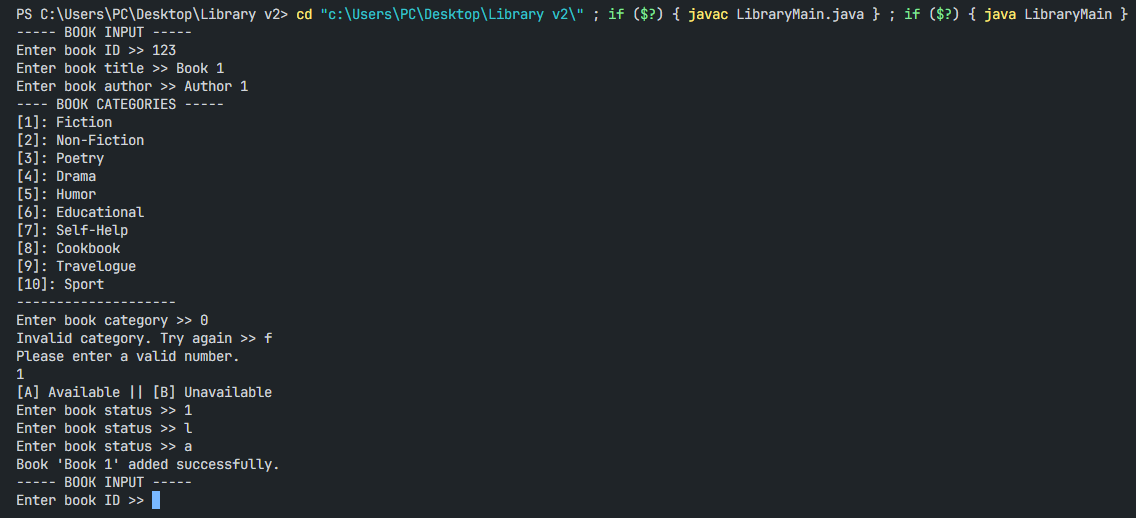 PS C:\Users\PC\Desktop\Library v2> cd "c:\Users\PC\Desktop\Library v2\" ; if ($?) { javac LibraryMain.java } ; if ($?) { java LibraryMain }
----- BOOK INPUT -----
Enter book ID >> 123
Enter book title >> Book 1
Enter book author >> Author 1
---- BOOK CATEGORIES -----
[1]: Fiction
[2]: Non-Fiction
[3]: Poetry
[4]: Drama
[5]: Humor
[6]: Educational
[7]: Self-Help
[8]: Cookbook
[9]: Travelogue
[10]: Sport
--------------------
Enter book category >> 0
Invalid category. Try again >> f
Please enter a valid number.
1
[A] Available || [B] Unavailable
Enter book status >> 1
Enter book status >> l
Enter book status >> a
Book 'Book 1' added successfully.
----- BOOK INPUT -----
Enter book ID >>